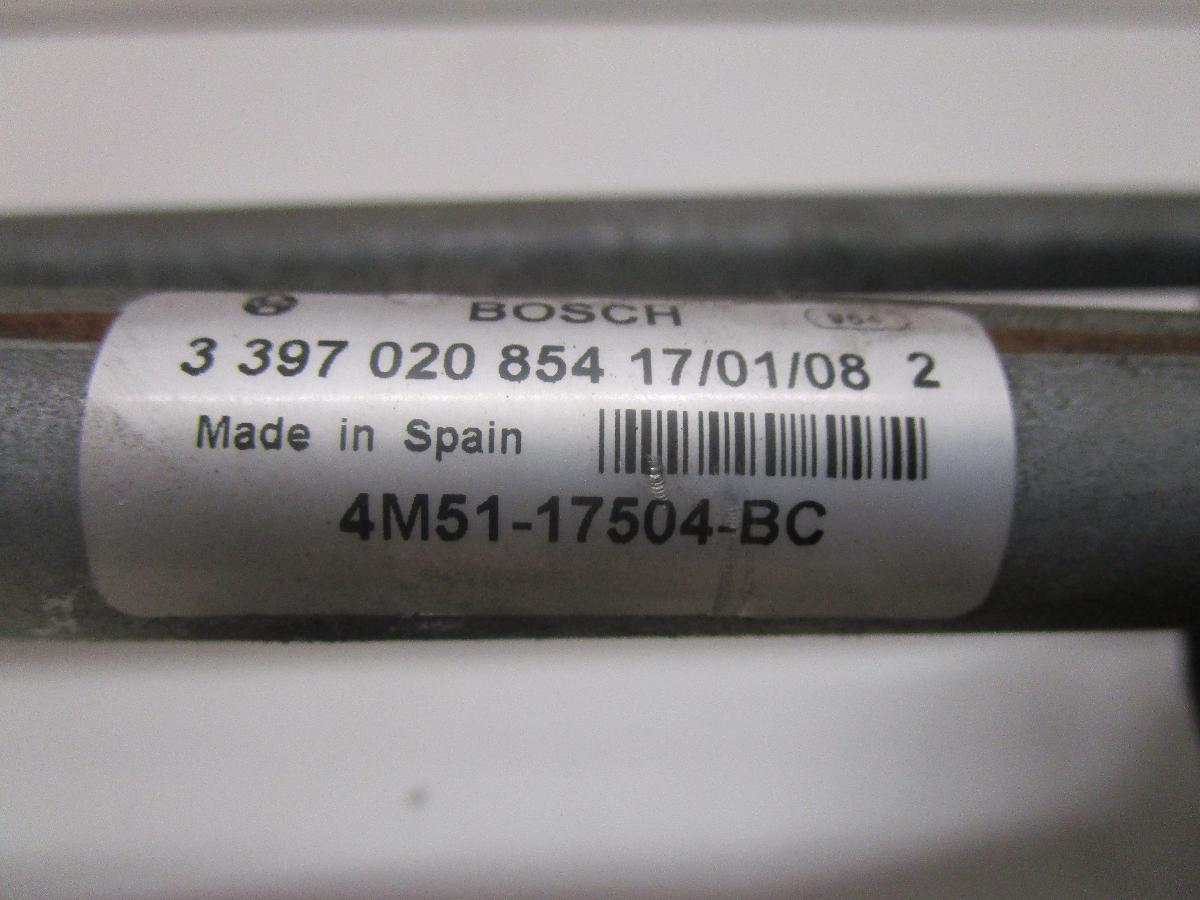 BOSCH
3 397 020 854 17/01/08 2
Made in Spain
4M51-17504-BC